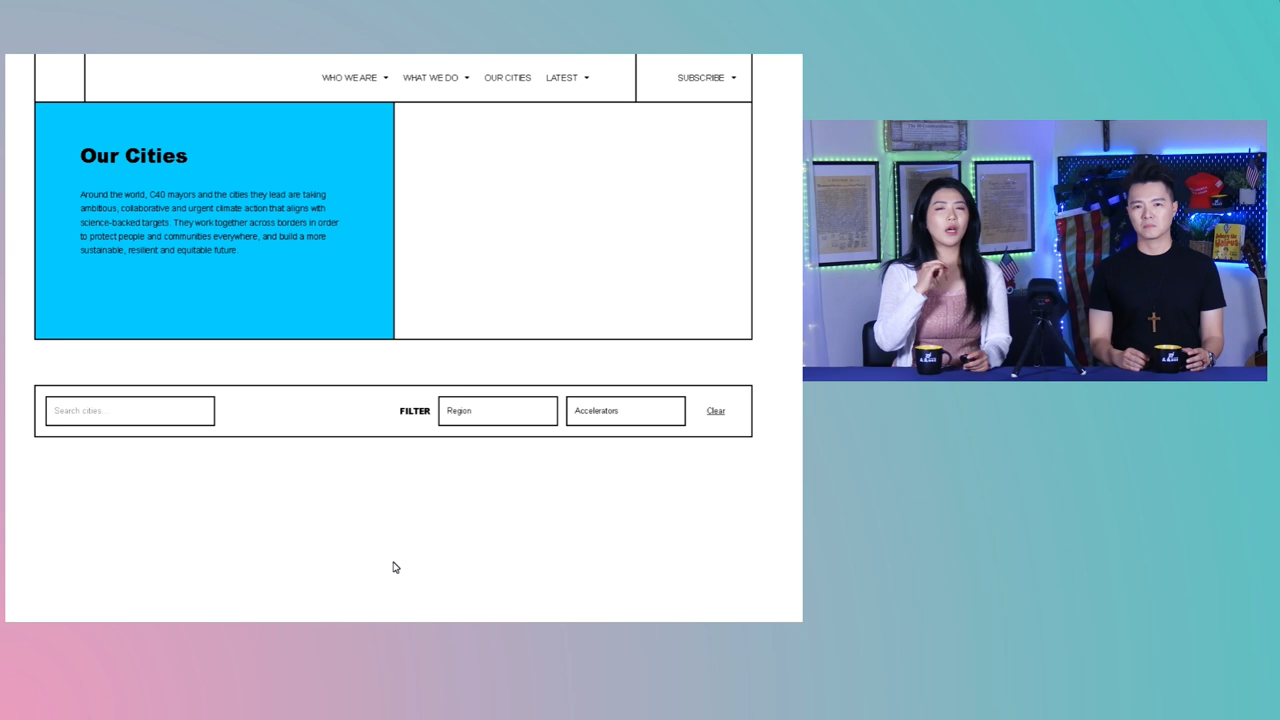 WHO WE ARE WHAT WE DO OUR CITIES LATEST SUBSCRIBE
Our Cities
Around the world, C40 mayors and the cities they lead are taking
ambitious, collaborative and urgent climate action that aligns with
science-backed targets. They work together across borders in order
to protect people and communities everywhere, and build a more
sustainable, resilient and equitable future.
Search cities...
FILTER Region Accelerators Clear